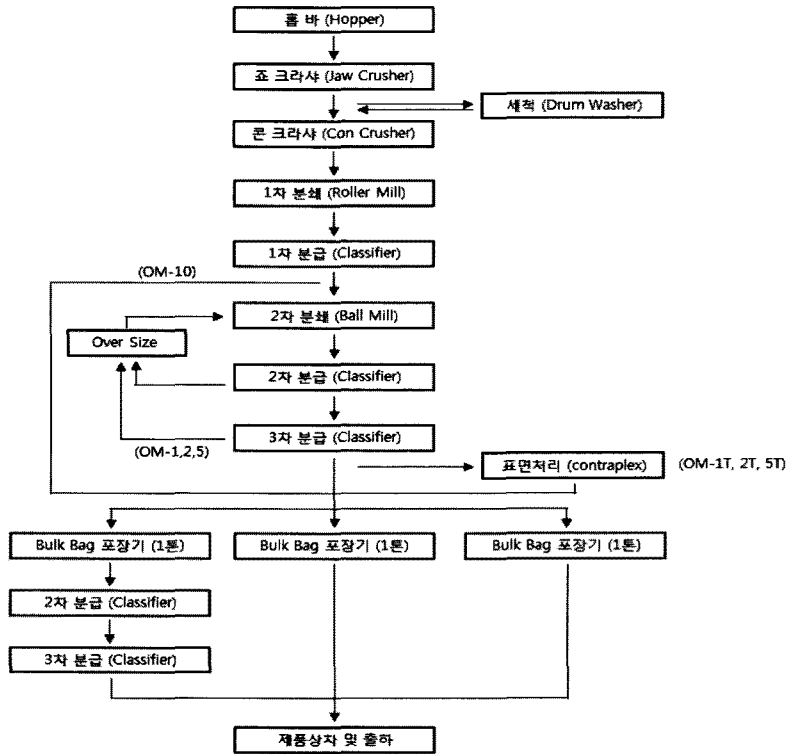 홉 바 (Hopper)
죠 크라샤 (Jaw Crusher)
세척 (Drum Washer)
콘 크라샤 (Con Crusher)
1차 분쇄 (Roller Mill)
1차 분급 (Classifier)
(OM-10)
2차 분쇄 (Ball Mill)
Over Size
2차 분급 (Classifier)
3차 분급 (Classifier)
(OM-1,2,5)
표면처리 (contraplex)
(OM-1T, 2T, 5T)
Bulk Bag 포장기 (1톤)
Bulk Bag 포장기 (1톤)
Bulk Bag 포장기 (1톤)
2차 분급 (Classifier)
3차 분급 (Classifier)
제품상차 및 출하